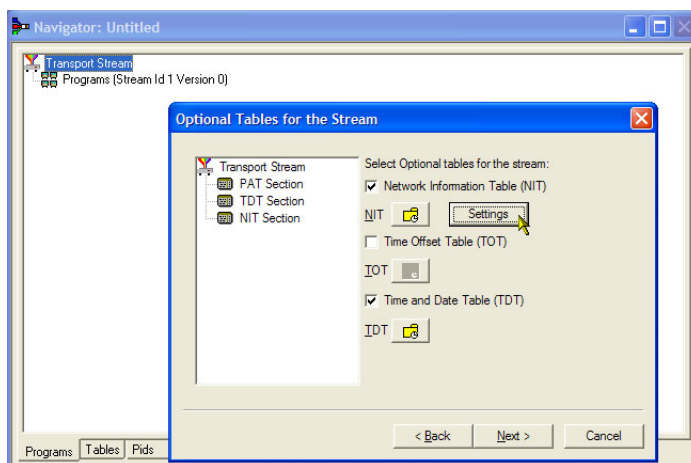 Navigator: Untitled
Transport Stream
Programs (Stream Id 1 Version 0)
Optional Tables for the Stream
Transport Stream
PAT Section
TDT Section
NIT Section
Select Optional tables for the stream:
Network Information Table (NIT)
NIT Settings
Time Offset Table (TOT)
TOT
Time and Date Table (TDT)
TDT
< Back Next > Cancel
Programs Tables Pids